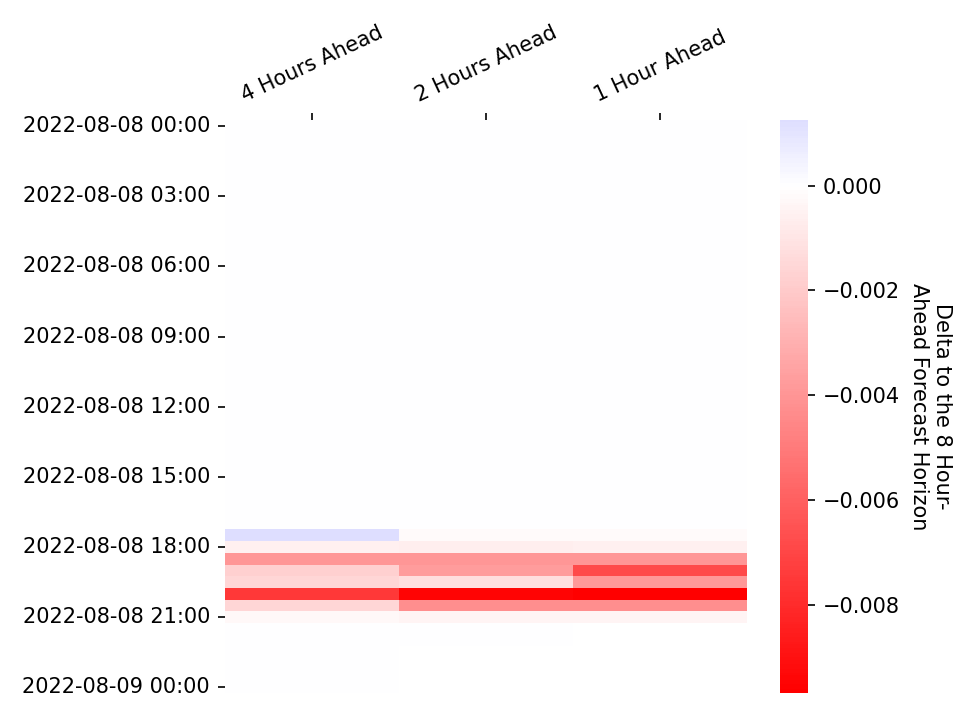 4 Hours Ahead
2 Hours Ahead
1 Hour Ahead
2022-08-08 00:00
2022-08-08 03:00
2022-08-08 06:00
2022-08-08 09:00
2022-08-08 12:00
2022-08-08 15:00
2022-08-08 18:00
2022-08-08 21:00
2022-08-09 00:00
0.000
−0.002
−0.004
−0.006
−0.008
Delta to the 8 Hour-
Ahead Forecast Horizon